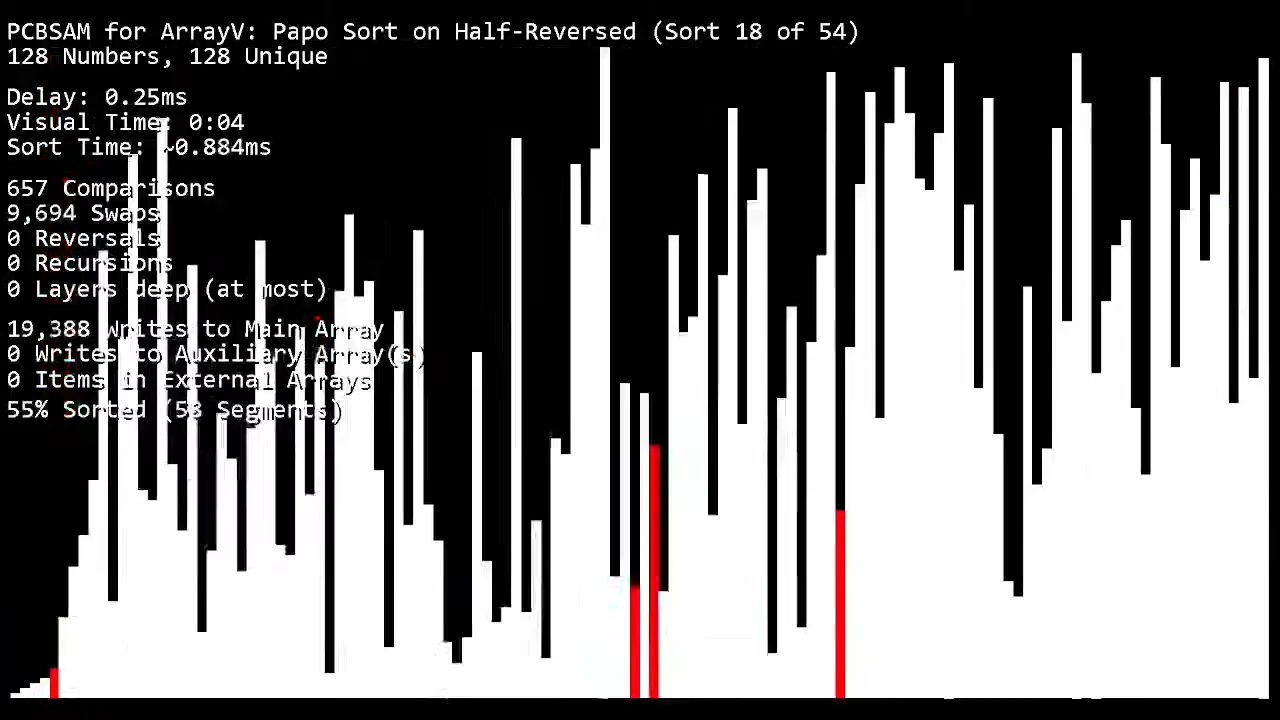 PCBSAM for ArrayV: Papo Sort on Half-Reversed (Sort 18 of 54)
128 Numbers, 128 Unique
Delay: 0.25ms
Visual Time: 0:04
Sort Time: ~0.884ms
657 Comparisons
9,694 Swaps
0 Reversals
0 Recursions
0 Layers deep (at most)
19,388 Writes to Main Array
0 Writes to Auxiliary Array(s)
0 Items in External Arrays
55% Sorted (58 Segments)